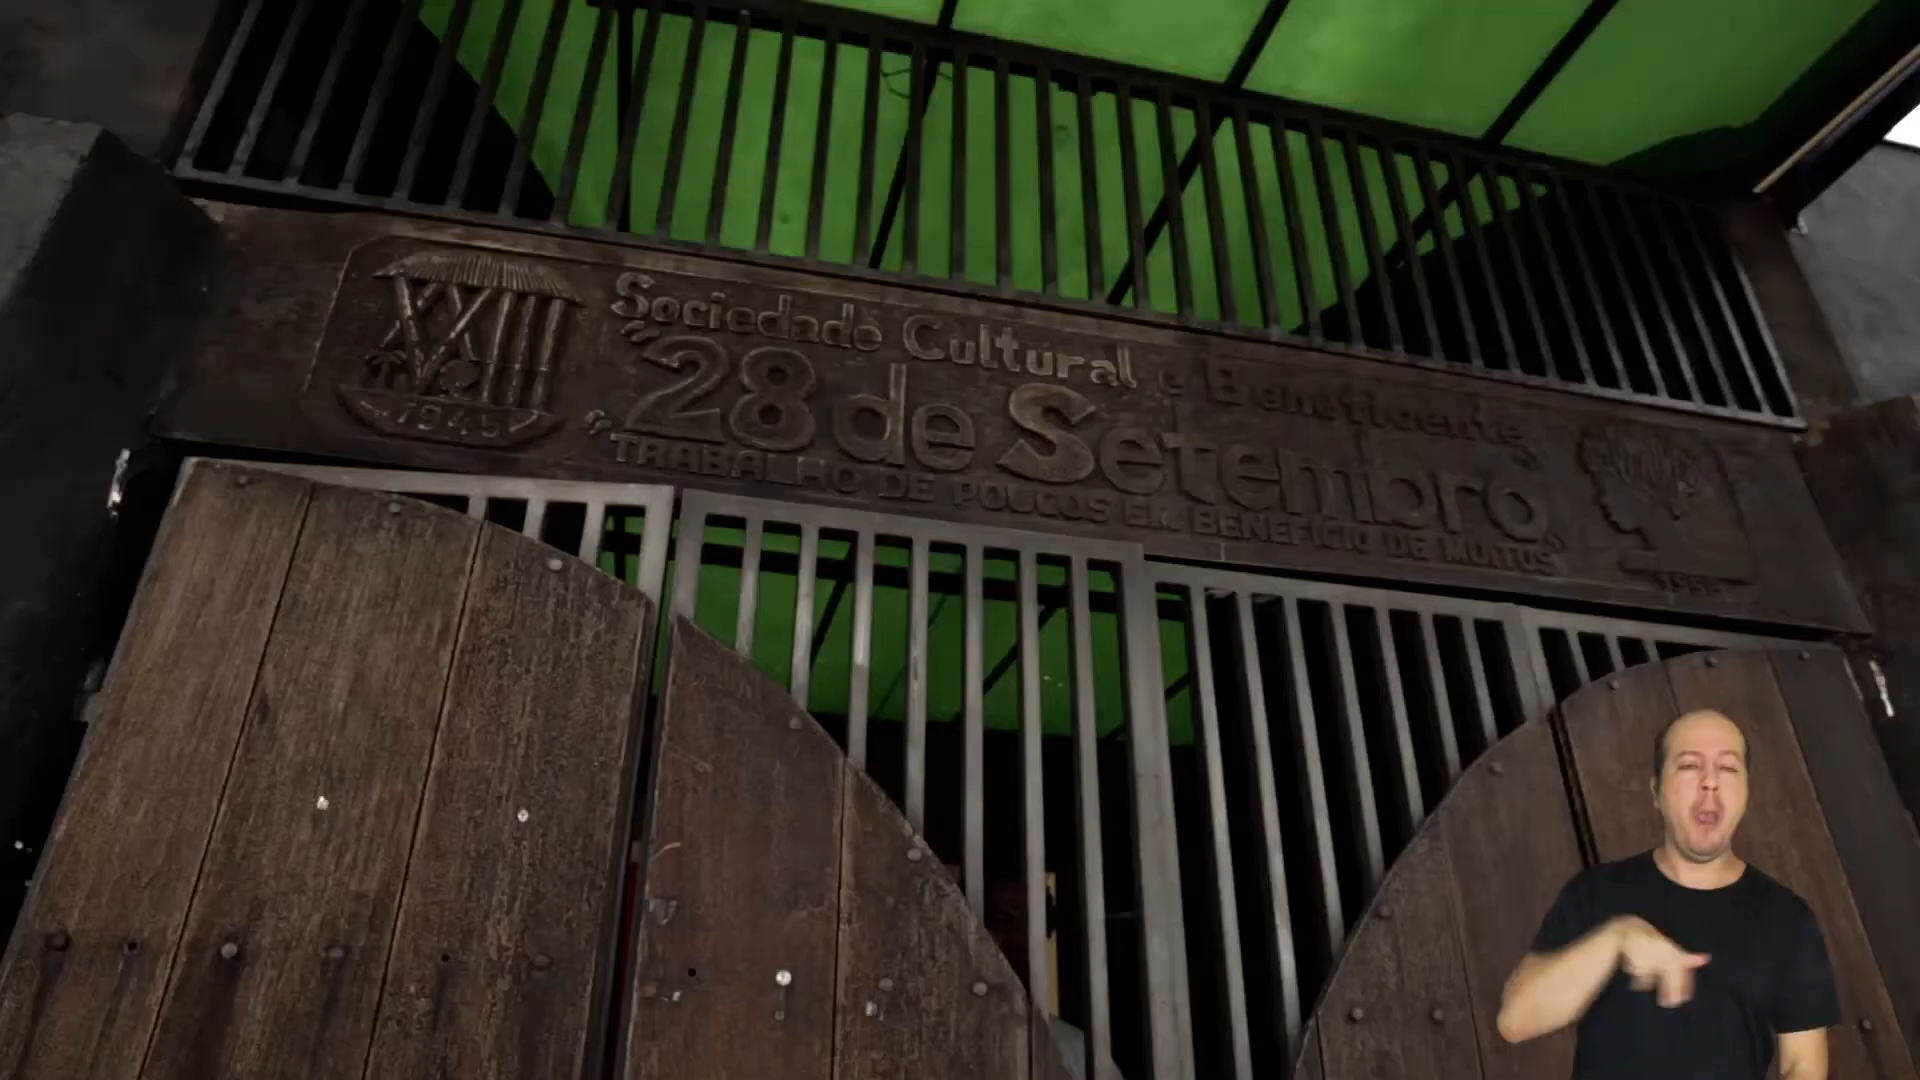 XXIII
1945
Sociedade Cultural e Beneficente
"28 de Setembro"
TRABALHO DE POUCOS EM BENEFÍCIO DE MUITOS